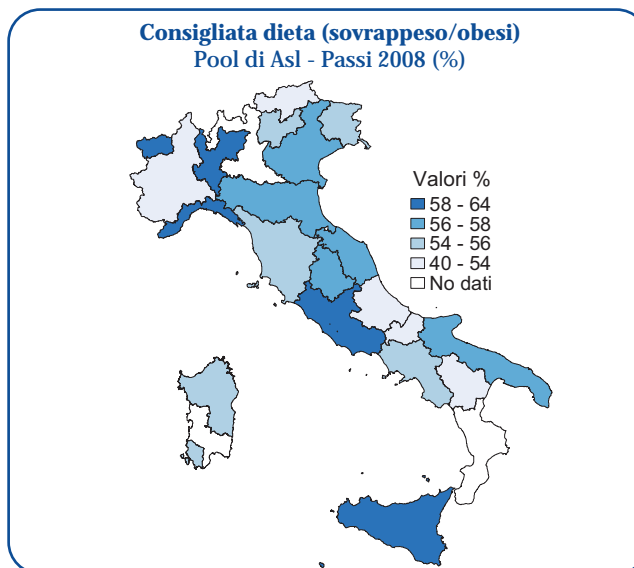 Consigliata dieta (sovrappeso/obesi)
Pool di Asl - Passi 2008 (%)
Valori %
58 - 64
56 - 58
54 - 56
40 - 54
No dati